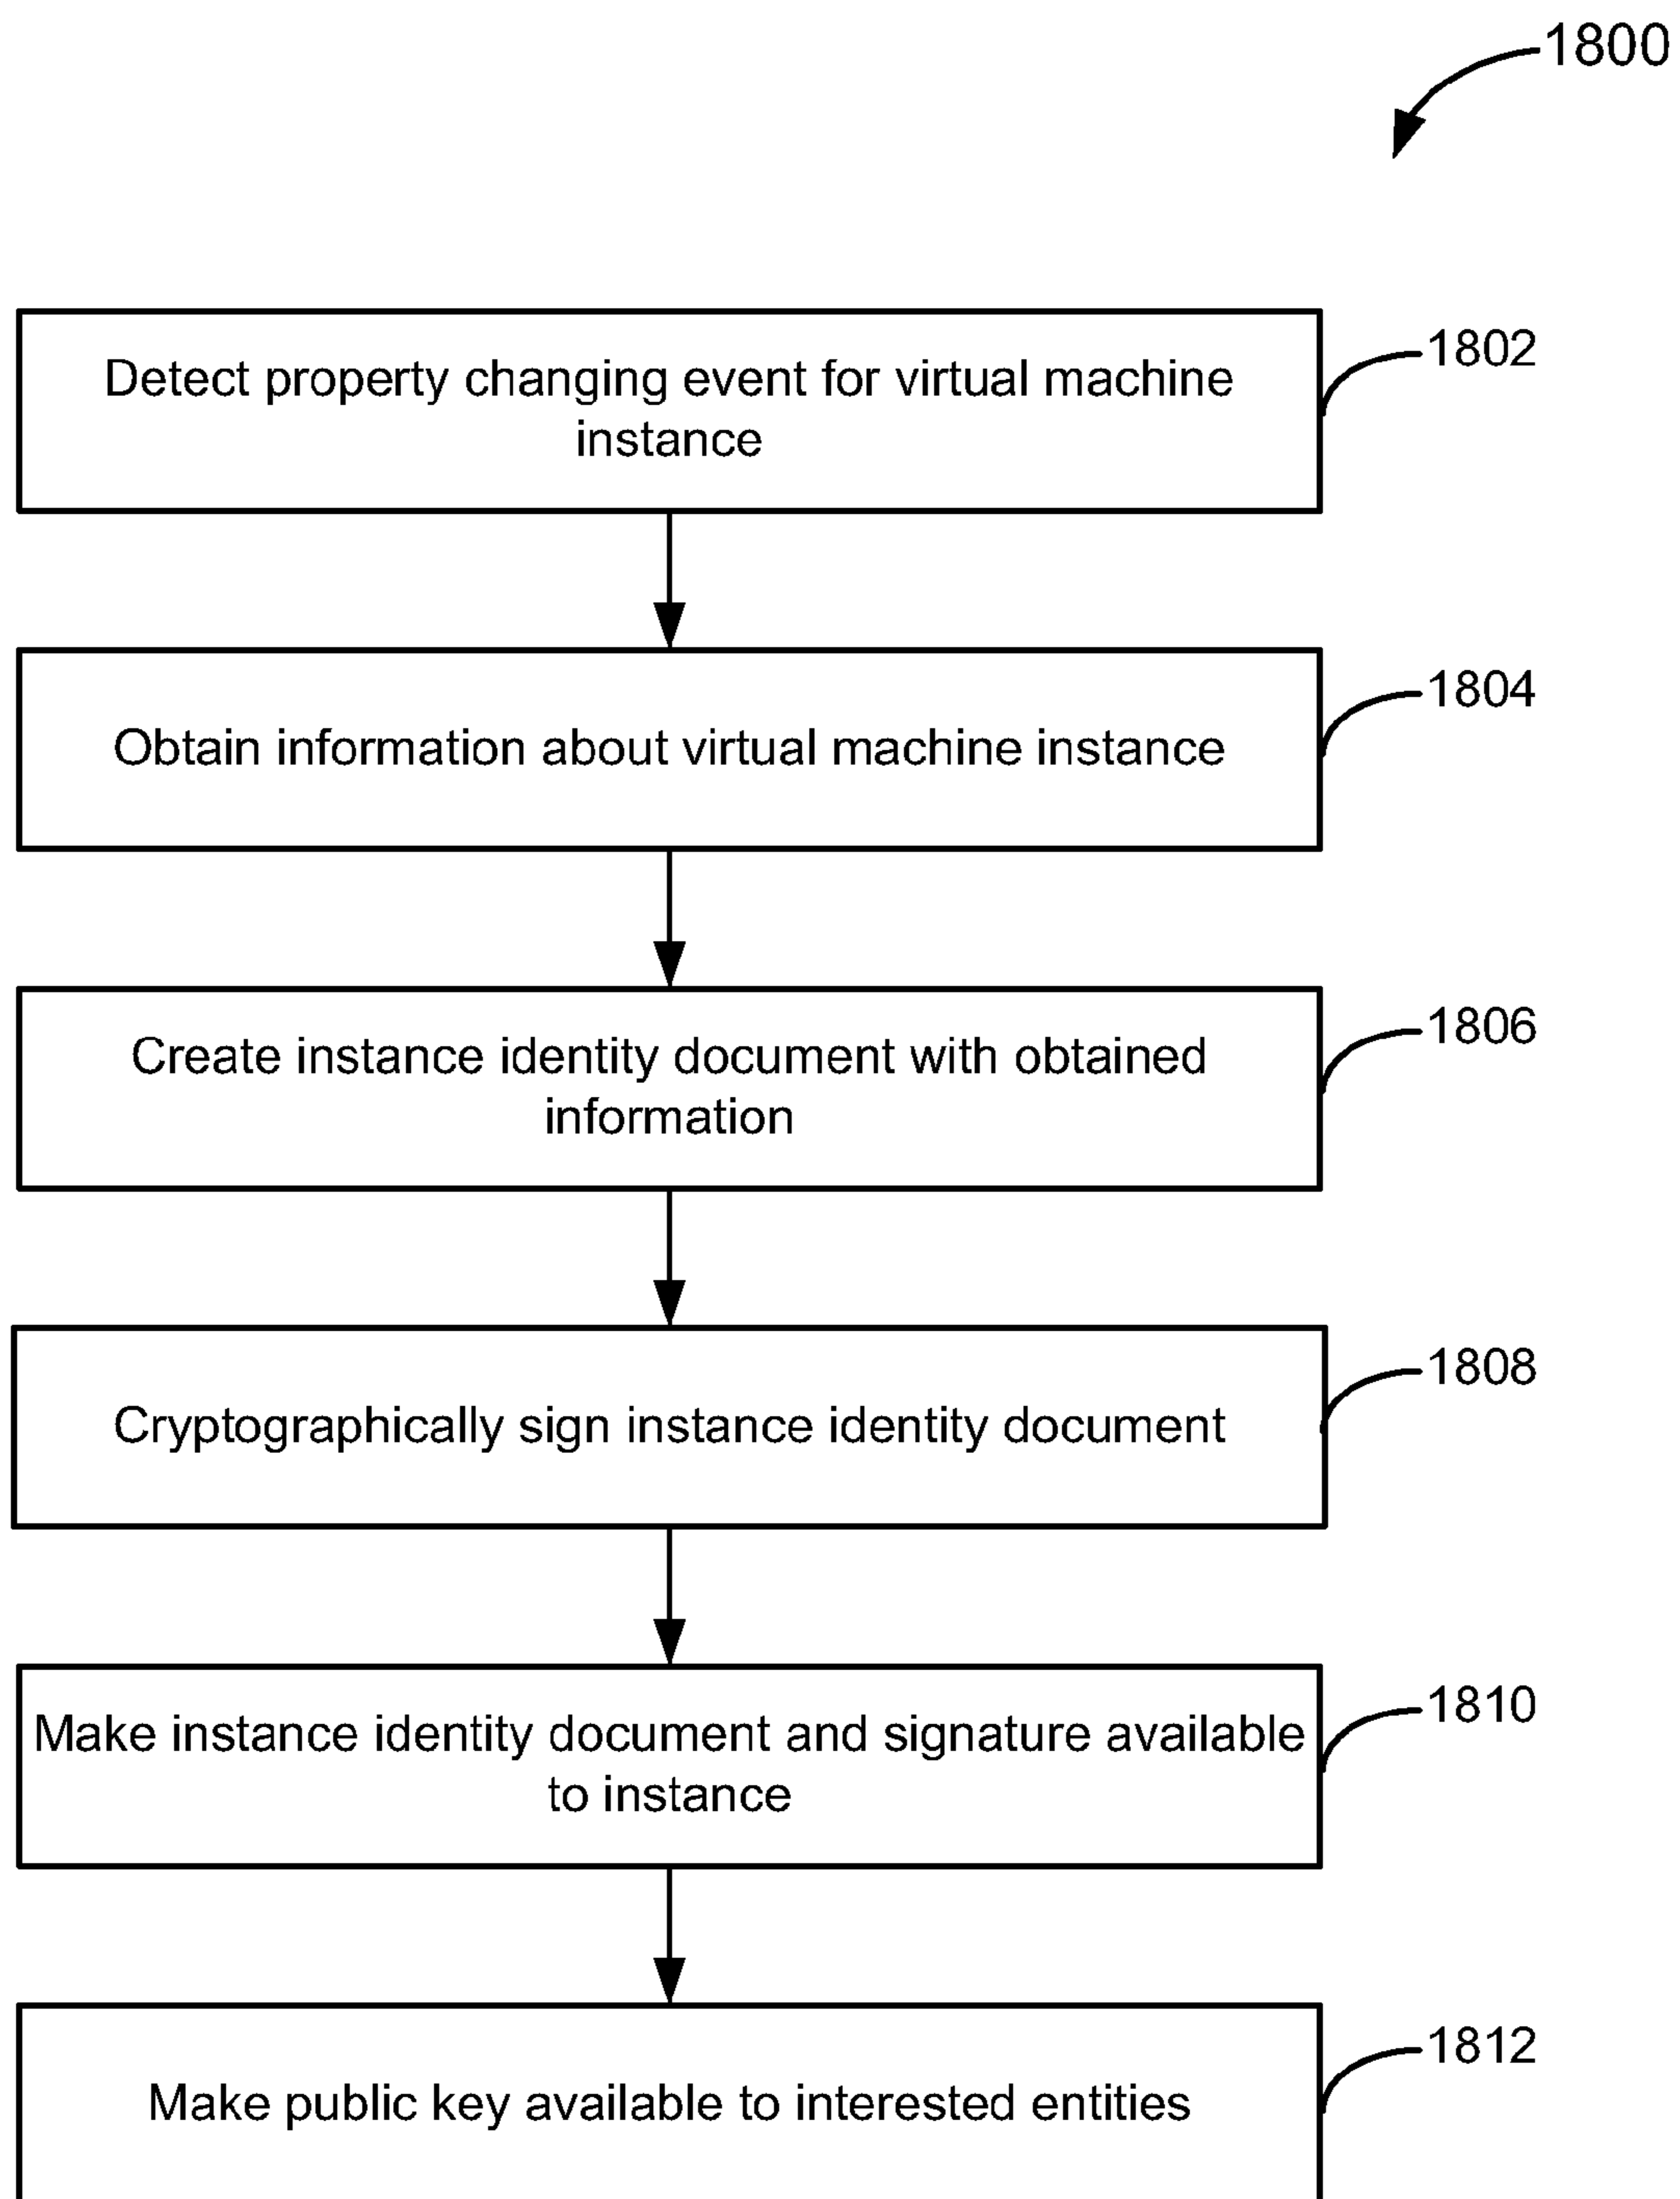 1800
Detect property changing event for virtual machine
instance
1802
Obtain information about virtual machine instance
1804
Create instance identity document with obtained
information
1806
Cryptographically sign instance identity document
1808
Make instance identity document and signature available
to instance
1810
Make public key available to interested entities
1812